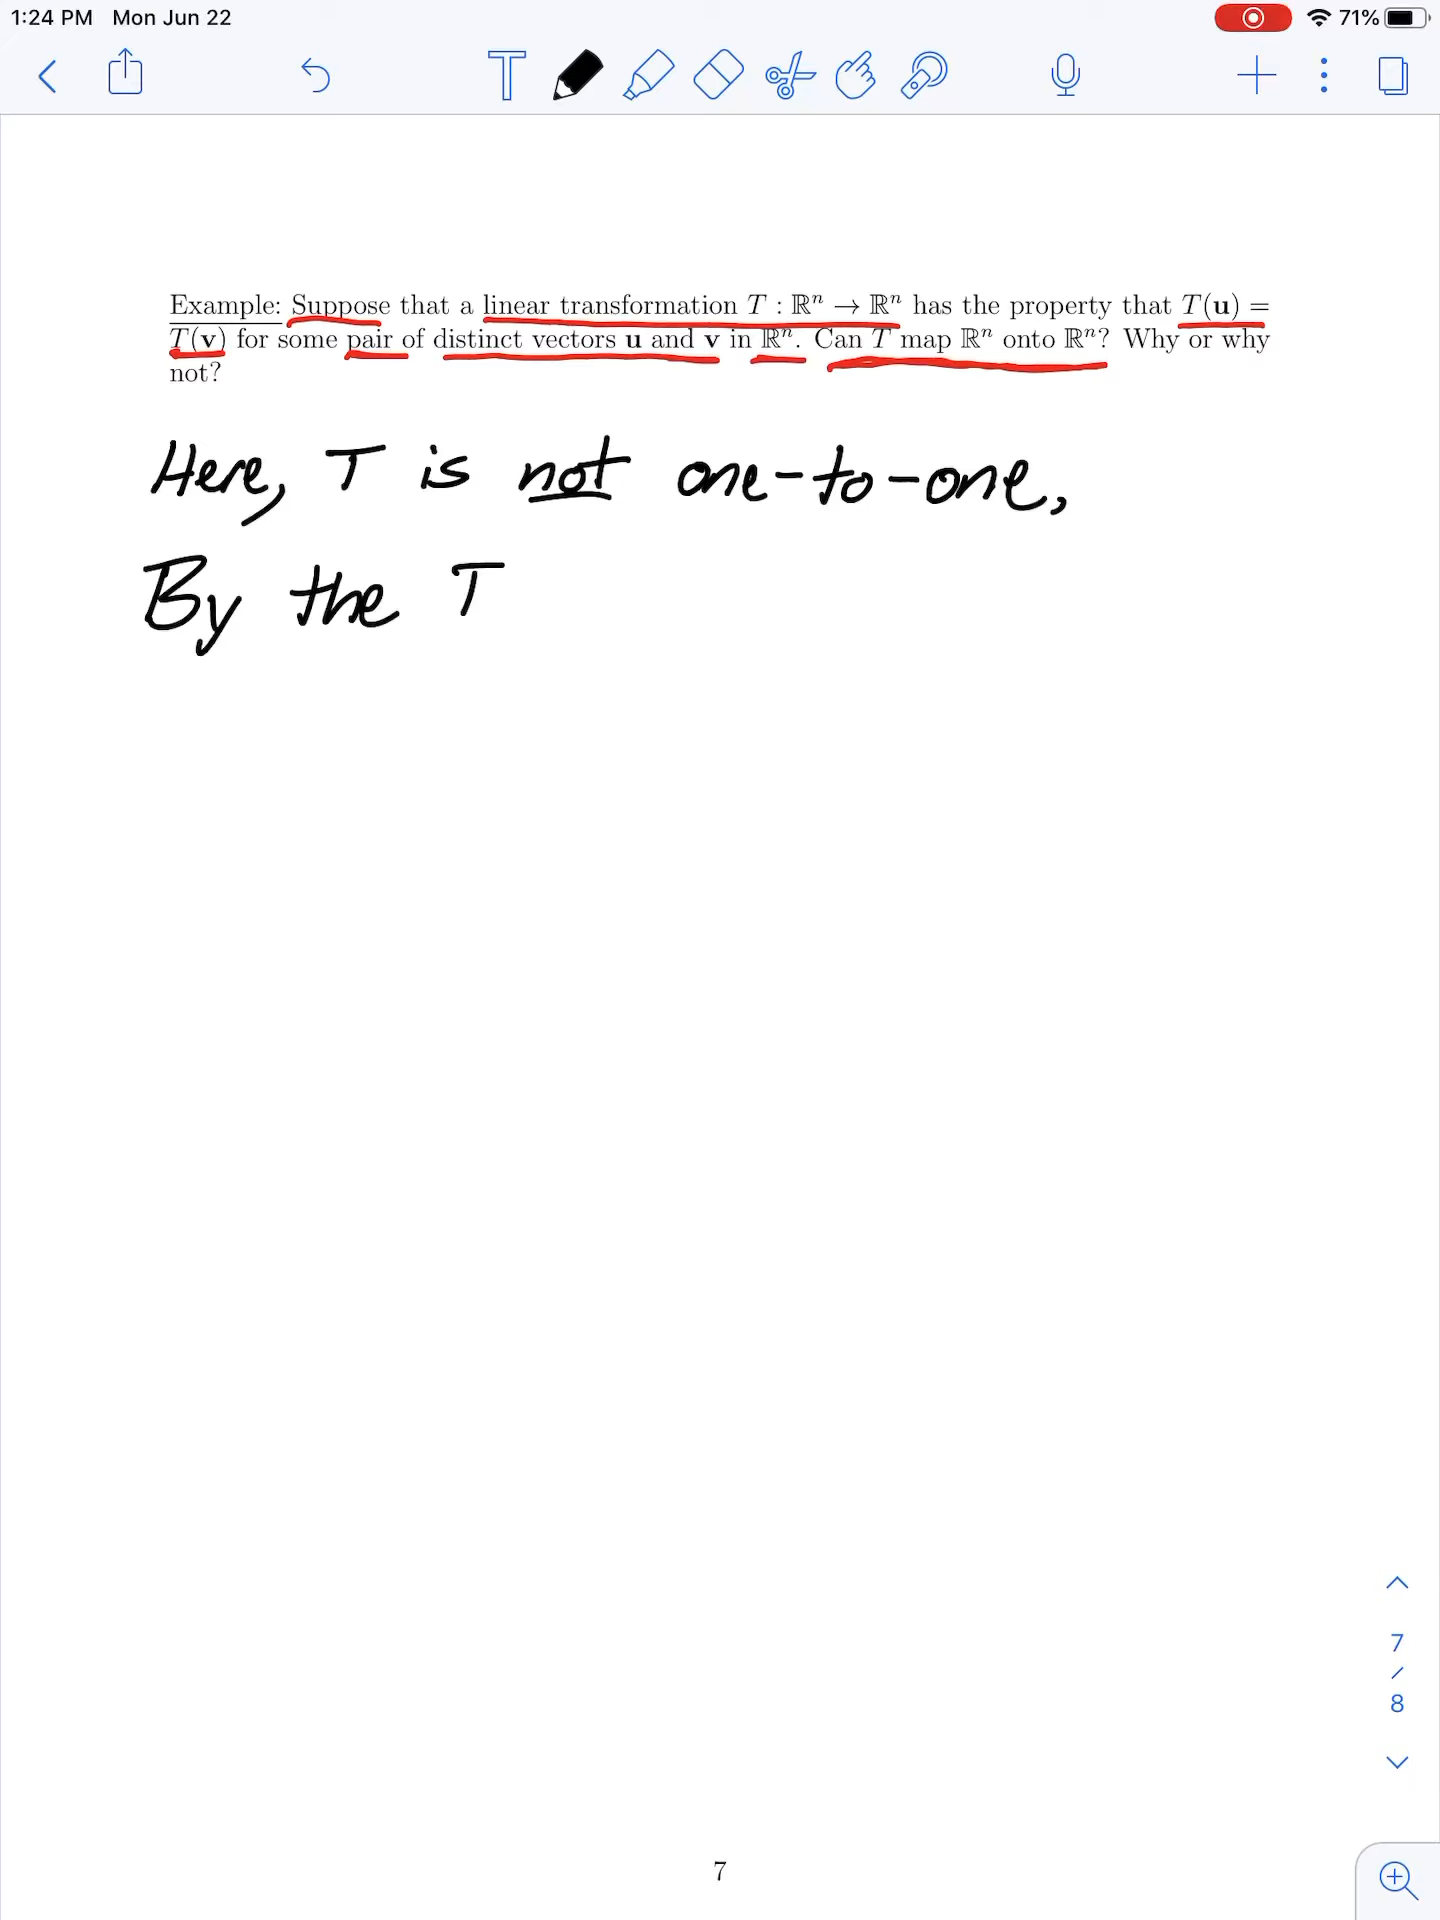 1:24 PM Mon Jun 22
71%
Example: Suppose that a linear transformation T : ℝⁿ → ℝⁿ has the property that T(u) =
T(v) for some pair of distinct vectors u and v in ℝⁿ. Can T map ℝⁿ onto ℝⁿ? Why or why
not?
Here, T is not one-to-one,
By the T
7
/
8
7